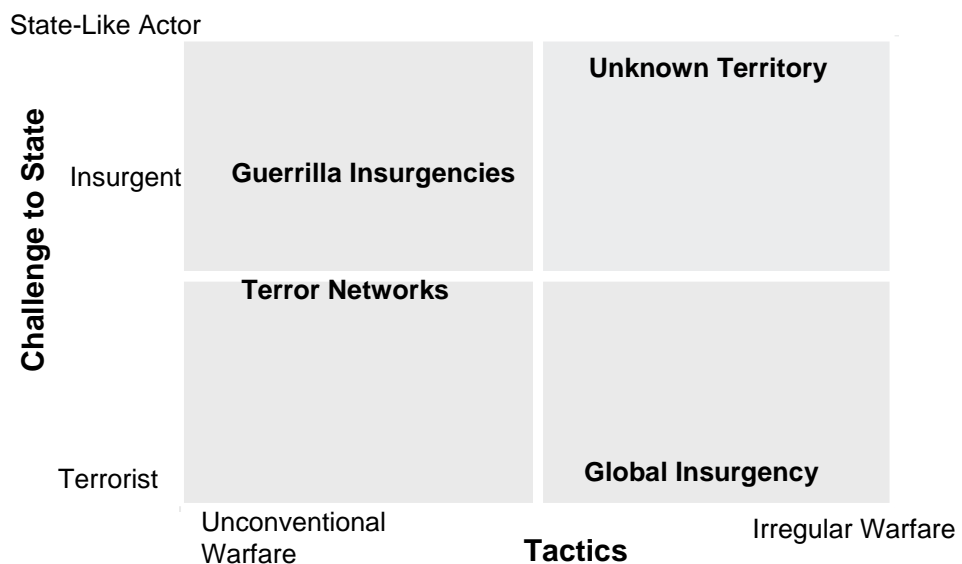 State-Like Actor
Unknown Territory
Challenge to State
Insurgent
Guerrilla Insurgencies
Terror Networks
Terrorist
Global Insurgency
Unconventional
Warfare
Irregular Warfare
Tactics